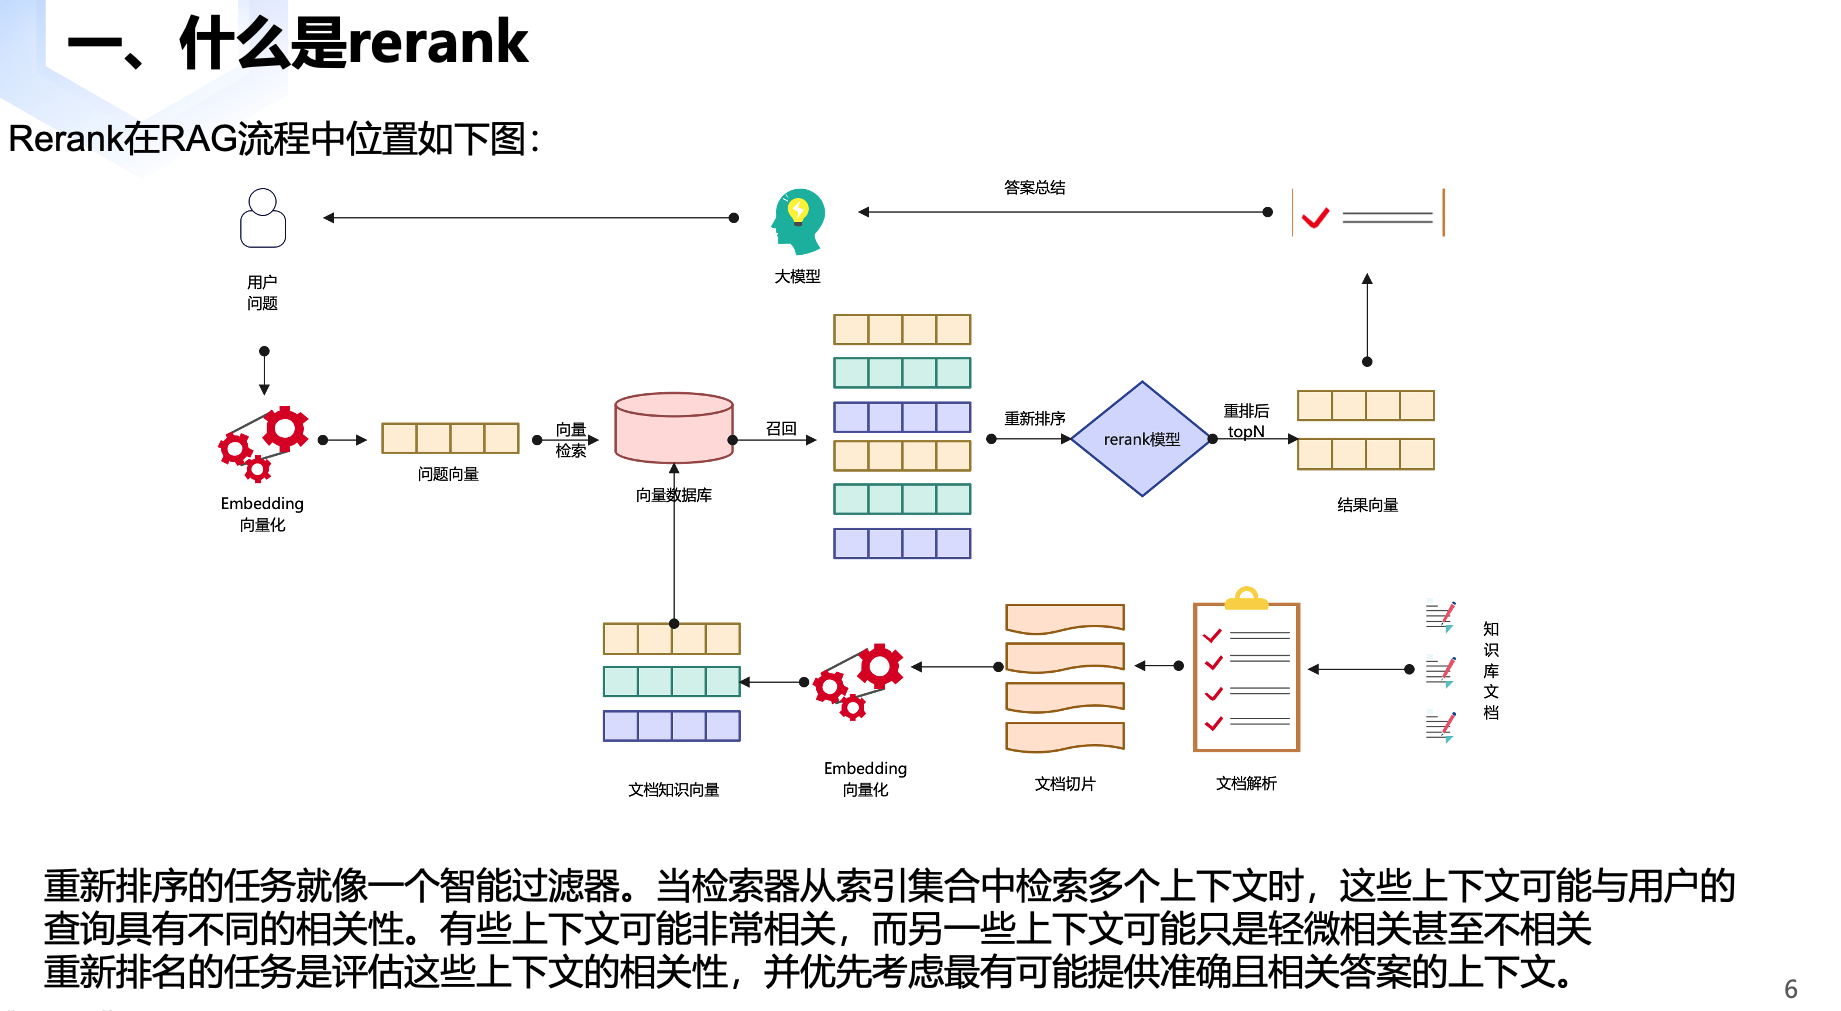 一、什么是rerank
Rerank在RAG流程中位置如下图：
答案总结
大模型
用户
问题
重新排序
rerank模型
重排后
topN
向量
检索
召回
问题向量
向量数据库
结果向量
Embedding
向量化
知
识
库
文
档
Embedding
向量化
文档知识向量
文档切片
文档解析
重新排序的任务就像一个智能过滤器。当检索器从索引集合中检索多个上下文时，这些上下文可能与用户的
查询具有不同的相关性。有些上下文可能非常相关，而另一些上下文可能只是轻微相关甚至不相关
重新排名的任务是评估这些上下文的相关性，并优先考虑最有可能提供准确且相关答案的上下文。
6